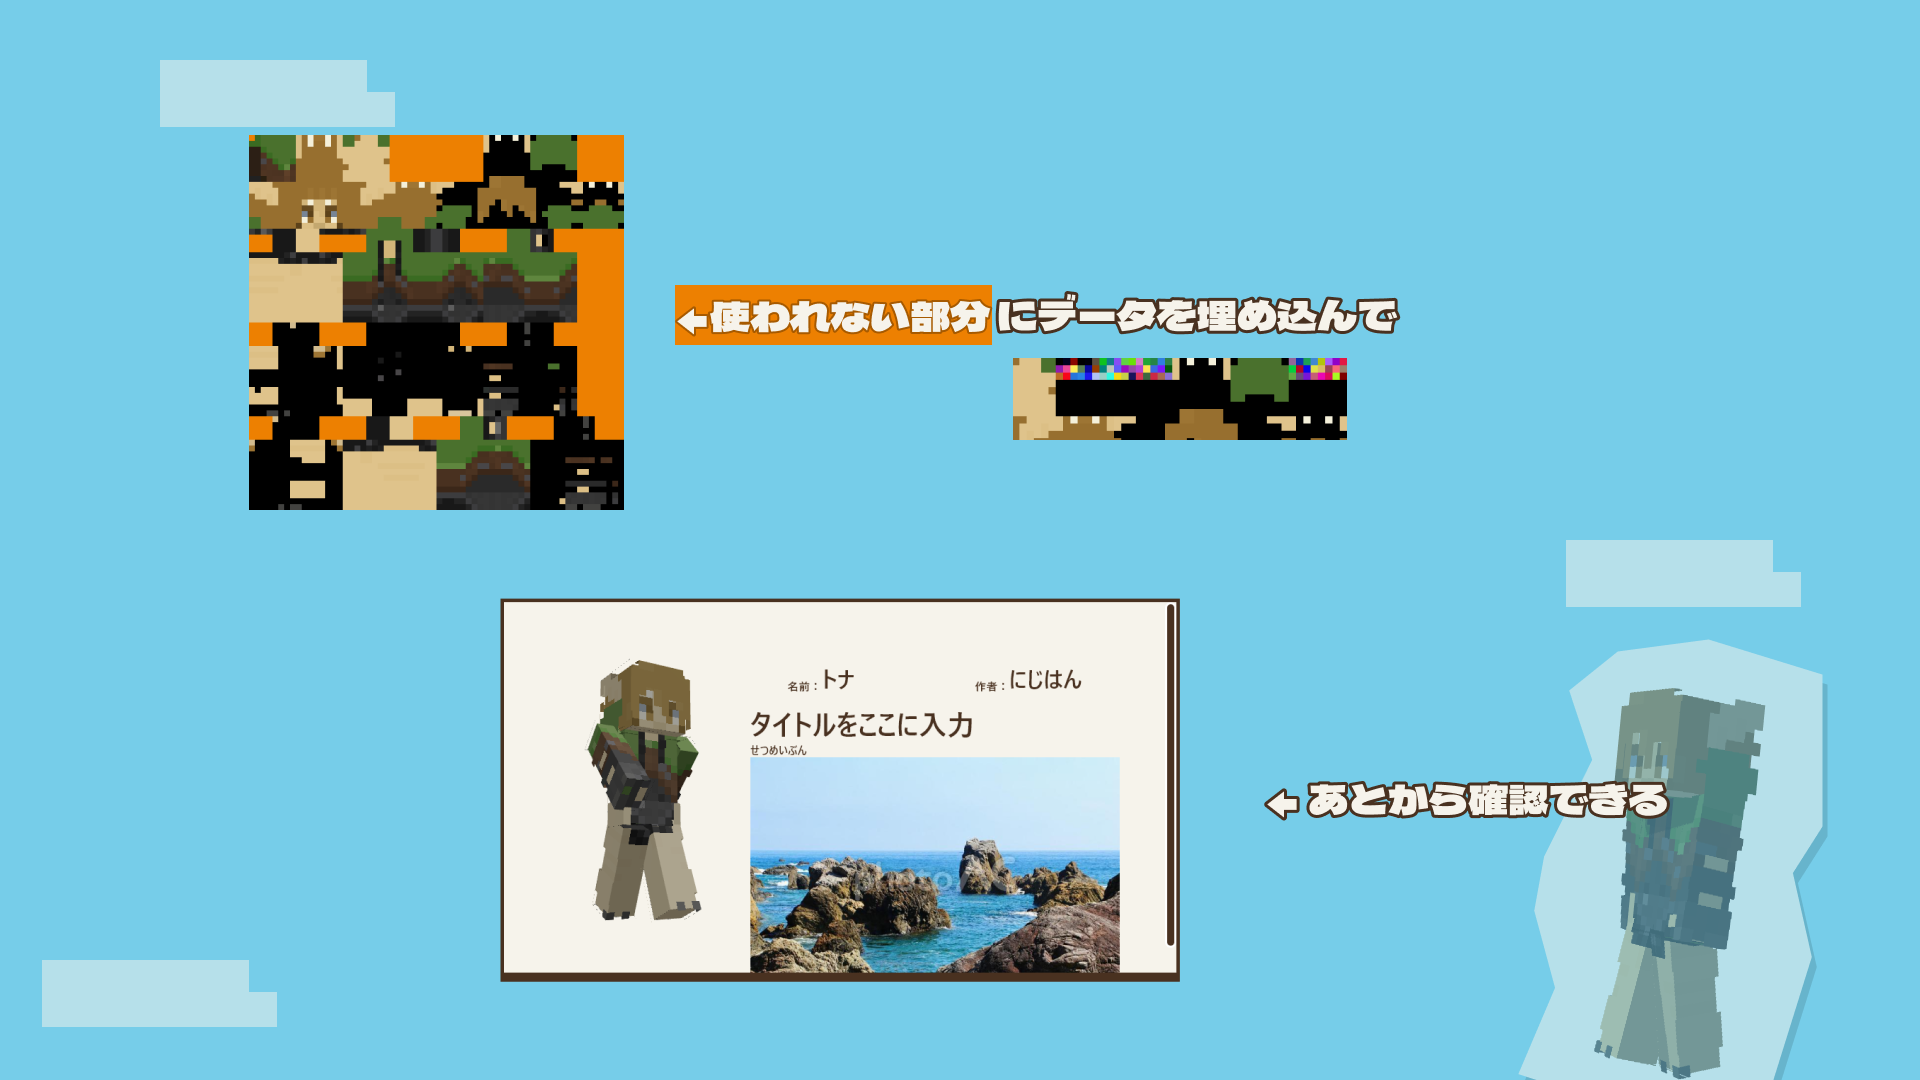 ←使われない部分にデータを埋め込んで
名前：トナ
作者：にじはん
タイトルをここに入力
せつめいぶん
←あとから確認できる